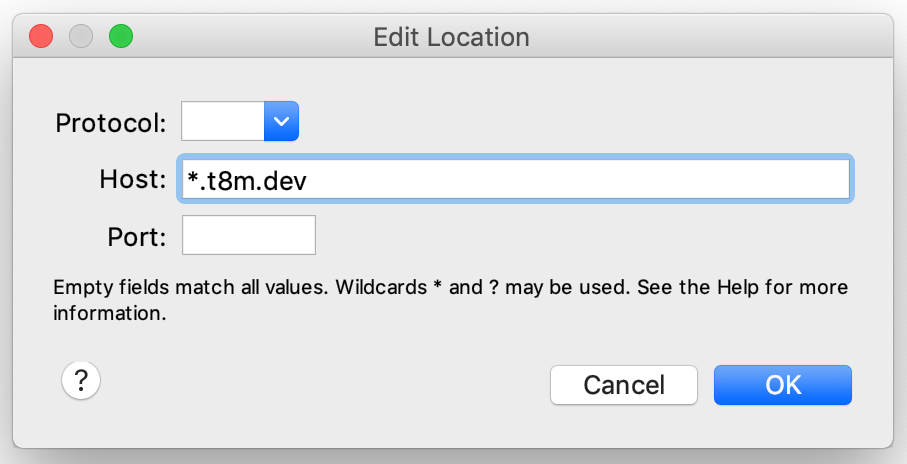 Edit Location
Protocol:
Host: *.t8m.dev
Port:
Empty fields match all values. Wildcards * and ? may be used. See the Help for more
information.
? Cancel OK